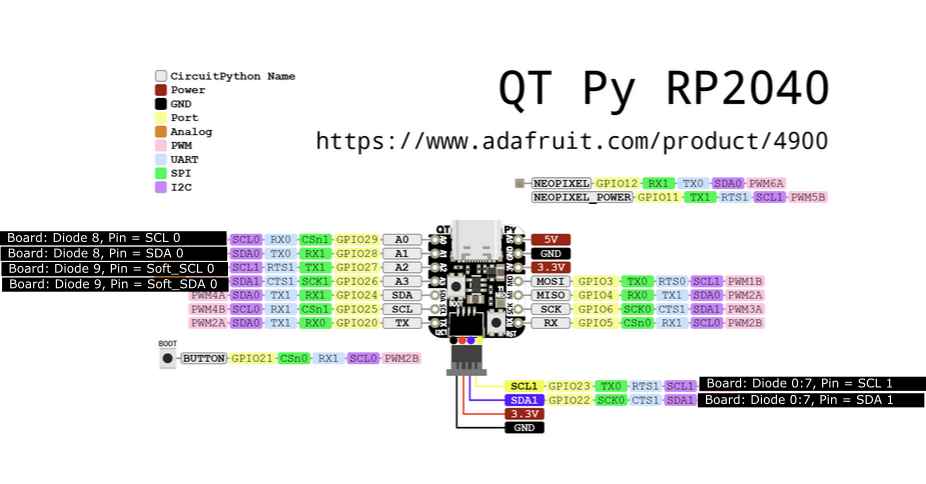 QT Py RP2040
https://www.adafruit.com/product/4900
CircuitPython Name
Power
GND
Port
Analog
PWM
UART
SPI
I2C
NEOPIXEL GPIO12 RX1 TX0 SDA0 PWM6A
NEOPIXEL_POWER GPIO11 TX1 RTS1 SCL1 PWM5B
QT Py
Board: Diode 8, Pin = SCL 0 SCL0 RX0 CSn1 GPIO29 A0 5V
Board: Diode 8, Pin = SDA 0 SDA0 TX0 RX1 GPIO28 A1 GND
Board: Diode 9, Pin = Soft_SCL 0 SCL1 RTS1 TX1 GPIO27 A2 3.3V
Board: Diode 9, Pin = Soft_SDA 0 SDA1 CTS1 SCK1 GPIO26 A3 MOSI GPIO3 TX0 RTS0 SCL1 PWM1B
PWM4A SDA0 TX1 RX1 GPIO24 SDA MISO GPIO4 RX0 TX1 SDA0 PWM2A
PWM4B SCL0 RX1 CSn1 GPIO25 SCL SCK GPIO6 SCK0 CTS1 SDA1 PWM3A
PWM2A SDA0 TX1 RX0 GPIO20 TX RX GPIO5 CSn0 RX1 SCL0 PWM2B
BOOT
BUTTON GPIO21 CSn0 RX1 SCL0 PWM2B
SCL1 GPIO23 TX0 RTS1 SCL1 Board: Diode 0:7, Pin = SCL 1
SDA1 GPIO22 SCK0 CTS1 SDA1 Board: Diode 0:7, Pin = SDA 1
3.3V
GND